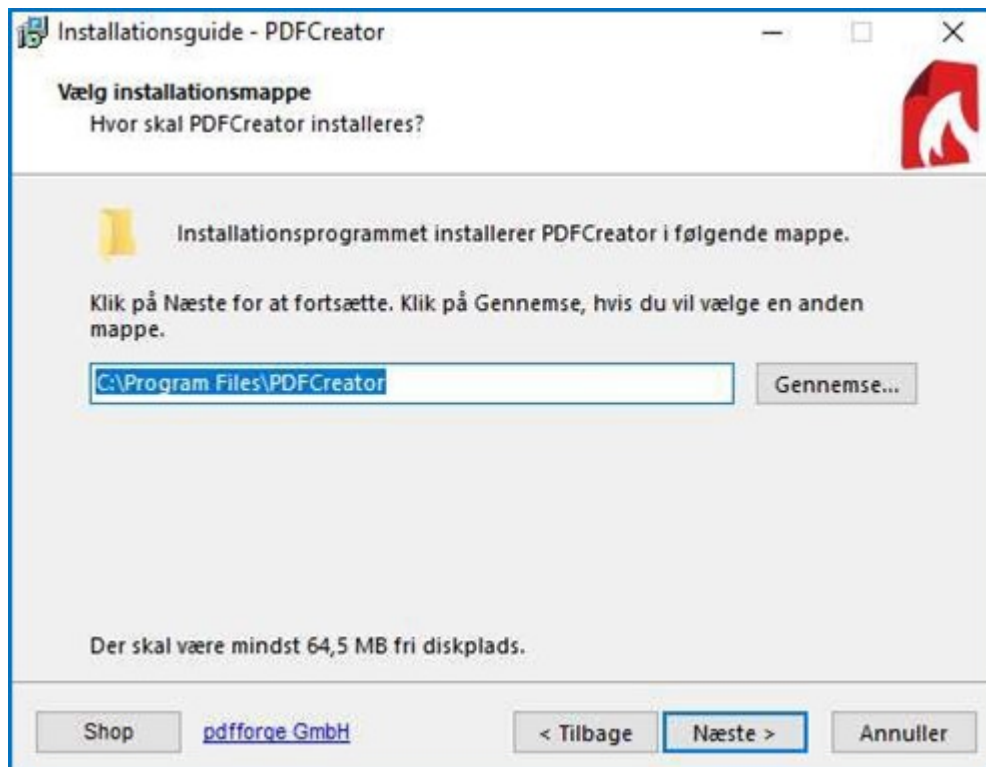 Installationsguide - PDFCreator
Vælg installationsmappe
Hvor skal PDFCreator installeres?
Installationsprogrammet installerer PDFCreator i følgende mappe.
Klik på Næste for at fortsætte. Klik på Gennemse, hvis du vil vælge en anden
mappe.
C:\Program Files\PDFCreator
Gennemse...
Der skal være mindst 64,5 MB fri diskplads.
Shop
pdfforge GmbH
< Tilbage
Næste >
Annuller